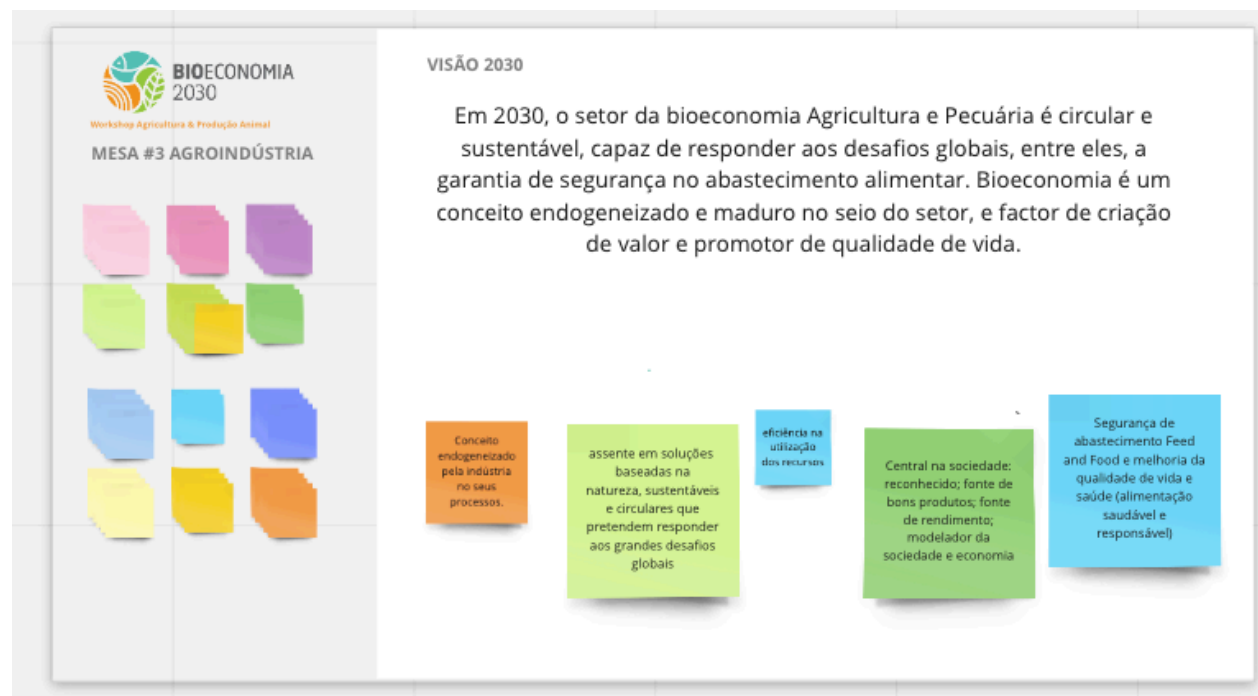 BIOECONOMIA
2030
Workshop Agricultura & Produção Animal
MESA #3 AGROINDÚSTRIA
VISÃO 2030
Em 2030, o setor da bioeconomia Agricultura e Pecuária é circular e
sustentável, capaz de responder aos desafios globais, entre eles, a
garantia de segurança no abastecimento alimentar. Bioeconomia é um
conceito endogeneizado e maduro no seio do setor, e factor de criação
de valor e promotor de qualidade de vida.
Conceito
endogeneizado
pela indústria
no seus
processos.
assente em soluções
baseadas na
natureza, sustentáveis
e circulares que
pretendem responder
aos grandes desafios
globais
eficiência na
utilização
dos recursos
Central na sociedade:
reconhecido; fonte de
bons produtos; fonte
de rendimento;
modelador da
sociedade e economia
Segurança de
abastecimento Feed
and Food e melhoria da
qualidade de vida e
saúde (alimentação
saudável e
responsável)